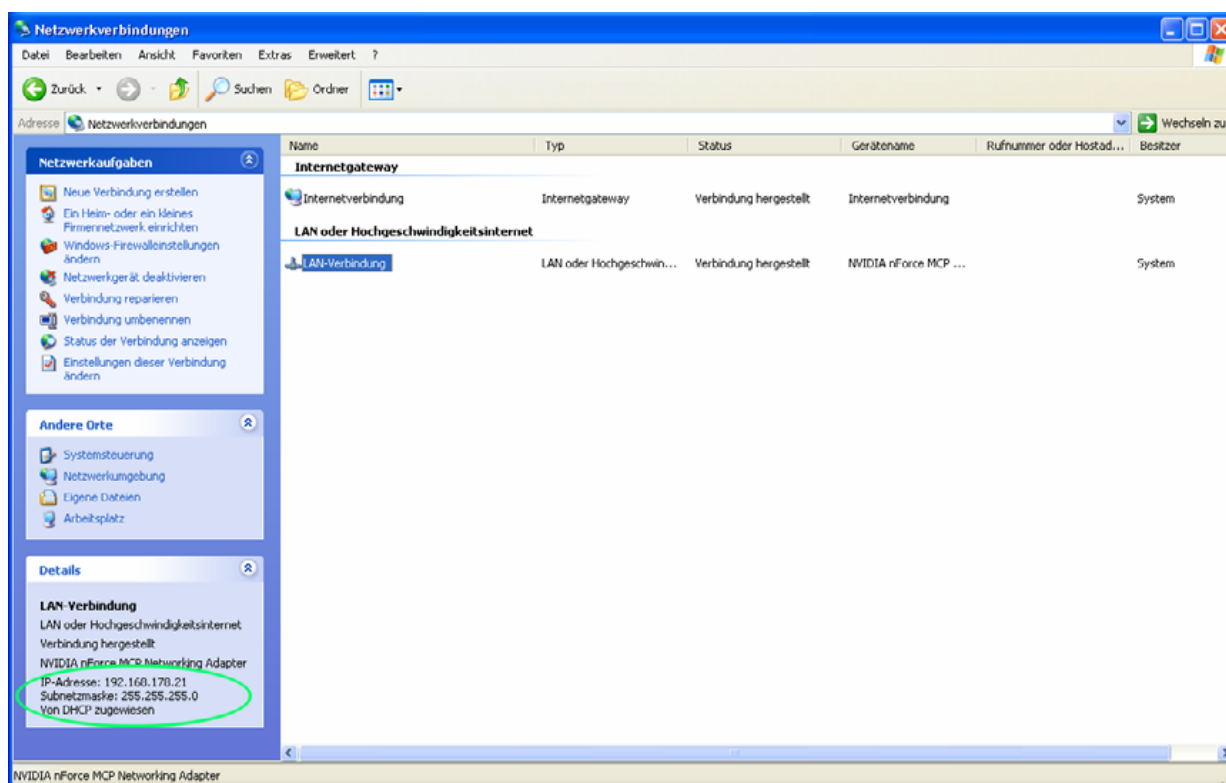 Netzwerkverbindungen
Datei Bearbeiten Ansicht Favoriten Extras Erweitert ?
Zurück Suchen Ordner
Adresse Netzwerkverbindungen Wechseln zu
Name Typ Status Gerätename Rufnummer oder Hostad... Besitzer
Internetgateway
Internetverbindung Internetgateway Verbindung hergestellt Internetverbindung System
LAN oder Hochgeschwindigkeitsinternet
LAN-Verbindung LAN oder Hochgeschwin... Verbindung hergestellt NVIDIA nForce MCP ... System
Netzwerkaufgaben
Neue Verbindung erstellen
Ein Heim- oder ein kleines
Firmennetzwerk einrichten
Windows-Firewalleinstellungen
ändern
Netzwerkgerät deaktivieren
Verbindung reparieren
Verbindung umbenennen
Status der Verbindung anzeigen
Einstellungen dieser Verbindung
ändern
Andere Orte
Systemsteuerung
Netzwerkumgebung
Eigene Dateien
Arbeitsplatz
Details
LAN-Verbindung
LAN oder Hochgeschwindigkeitsinternet
Verbindung hergestellt
NVIDIA nForce MCP Networking Adapter
IP-Adresse: 192.168.178.21
Subnetzmaske: 255.255.255.0
Von DHCP zugewiesen
NVIDIA nForce MCP Networking Adapter